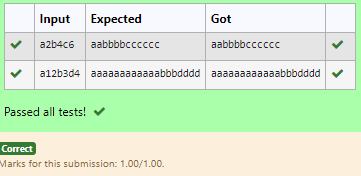 Input Expected Got
a2b4c6 aabbbbcccccc aabbbbcccccc
a12b3d4 aaaaaaaaaaaabbbdddd aaaaaaaaaaaabbbdddd
Passed all tests!
Correct
Marks for this submission: 1.00/1.00.